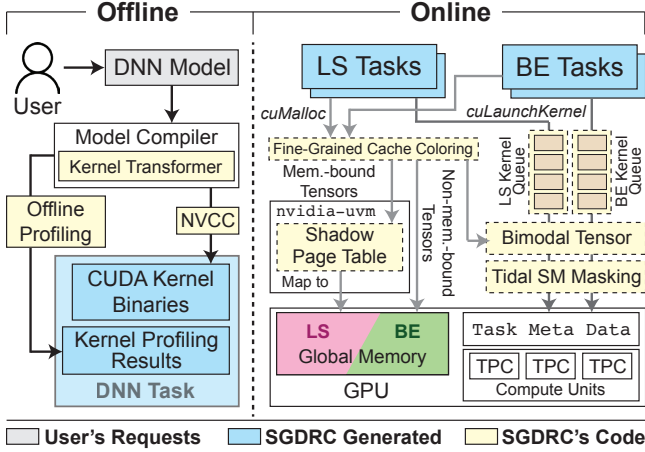 Offline
Online
User
DNN Model
LS Tasks
BE Tasks
cuMalloc
cuLaunchKernel
Model Compiler
Kernel Transformer
Fine-Grained Cache Coloring
LS Kernel
Queue
BE Kernel
Queue
Offline
Profiling
NVCC
Mem.-bound
Tensors
Non-mem.-bound
Tensors
nvidia-uvm
Shadow
Page Table
Map to
Bimodal Tensor
Tidal SM Masking
CUDA Kernel
Binaries
Kernel Profiling
Results
DNN Task
LS
BE
Global Memory
GPU
Task Meta Data
TPC
TPC
TPC
Compute Units
User's Requests
SGDRC Generated
SGDRC's Code